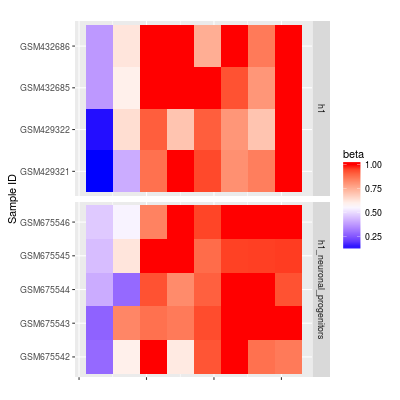 GSM432686
GSM432685
GSM429322
GSM429321
h1
GSM675546
GSM675545
GSM675544
GSM675543
GSM675542
h1_neuronal_progenitors
Sample ID
beta
1.00
0.75
0.50
0.25